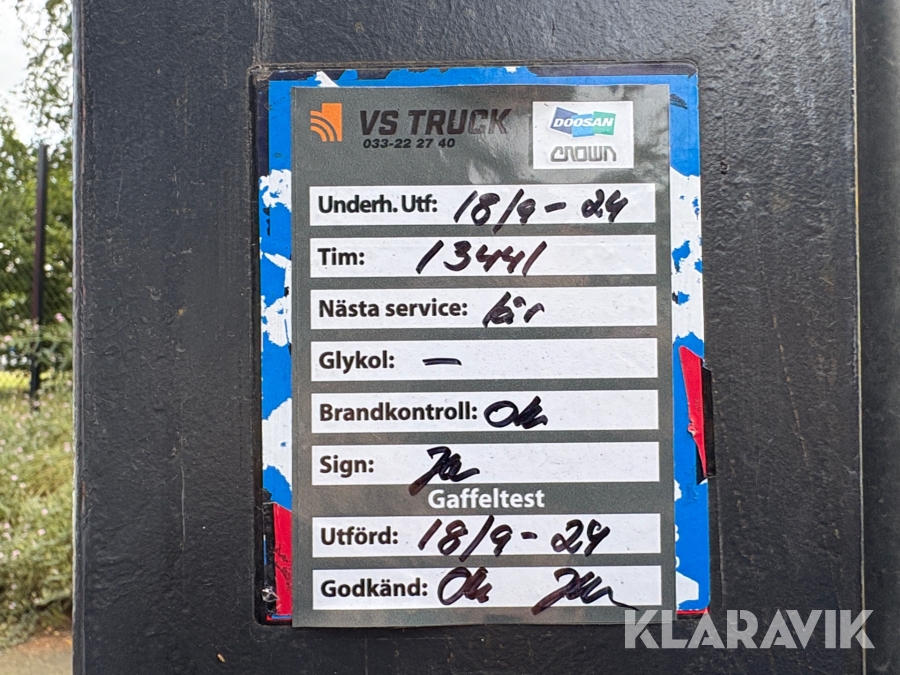 VS TRUCK
033-22 27 40
DOOSAN
CROWN
Underh. Utf: 18/9-24
Tim: 13441
Nästa service: 1år
Glykol: —
Brandkontroll: Ok
Sign:
Gaffeltest
Utförd: 18/9-24
Godkänd: Ok
KLARAVIK